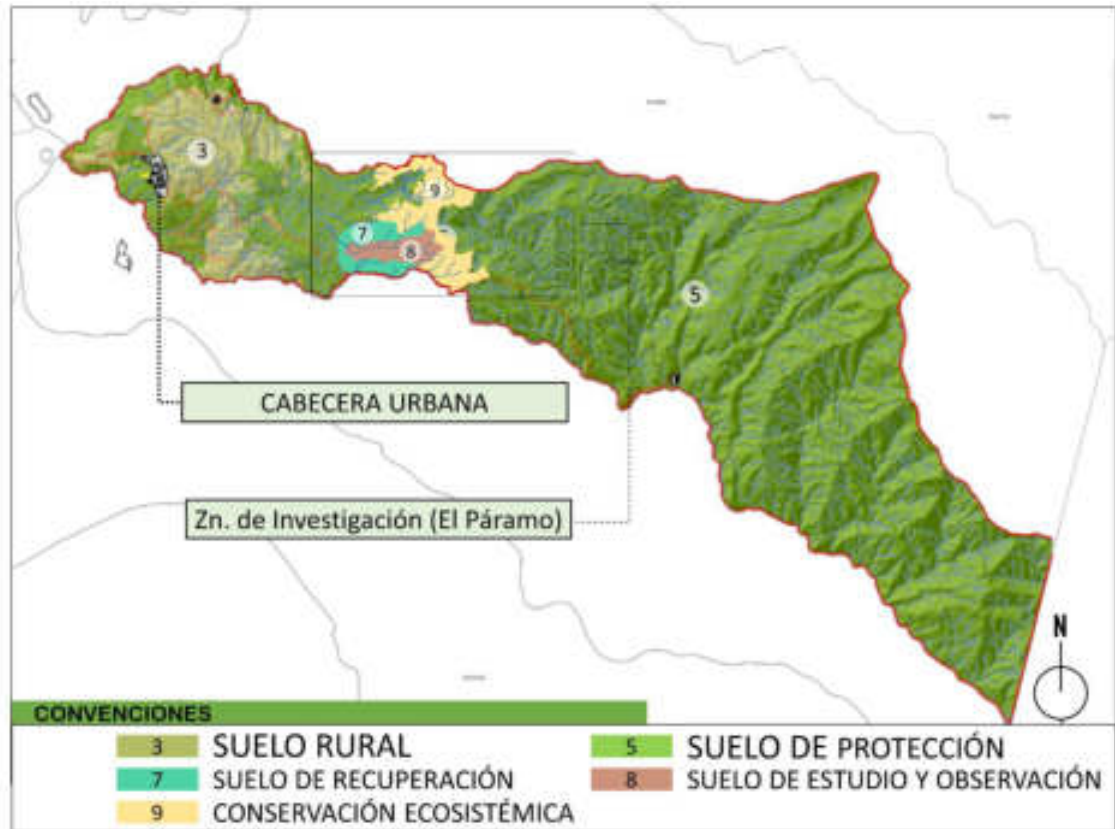 3
9
7
8
5
CABECERA URBANA
Zn. de Investigación (El Páramo)
N
CONVENCIONES
3 SUELO RURAL
5 SUELO DE PROTECCIÓN
7 SUELO DE RECUPERACIÓN
8 SUELO DE ESTUDIO Y OBSERVACIÓN
9 CONSERVACIÓN ECOSISTÉMICA